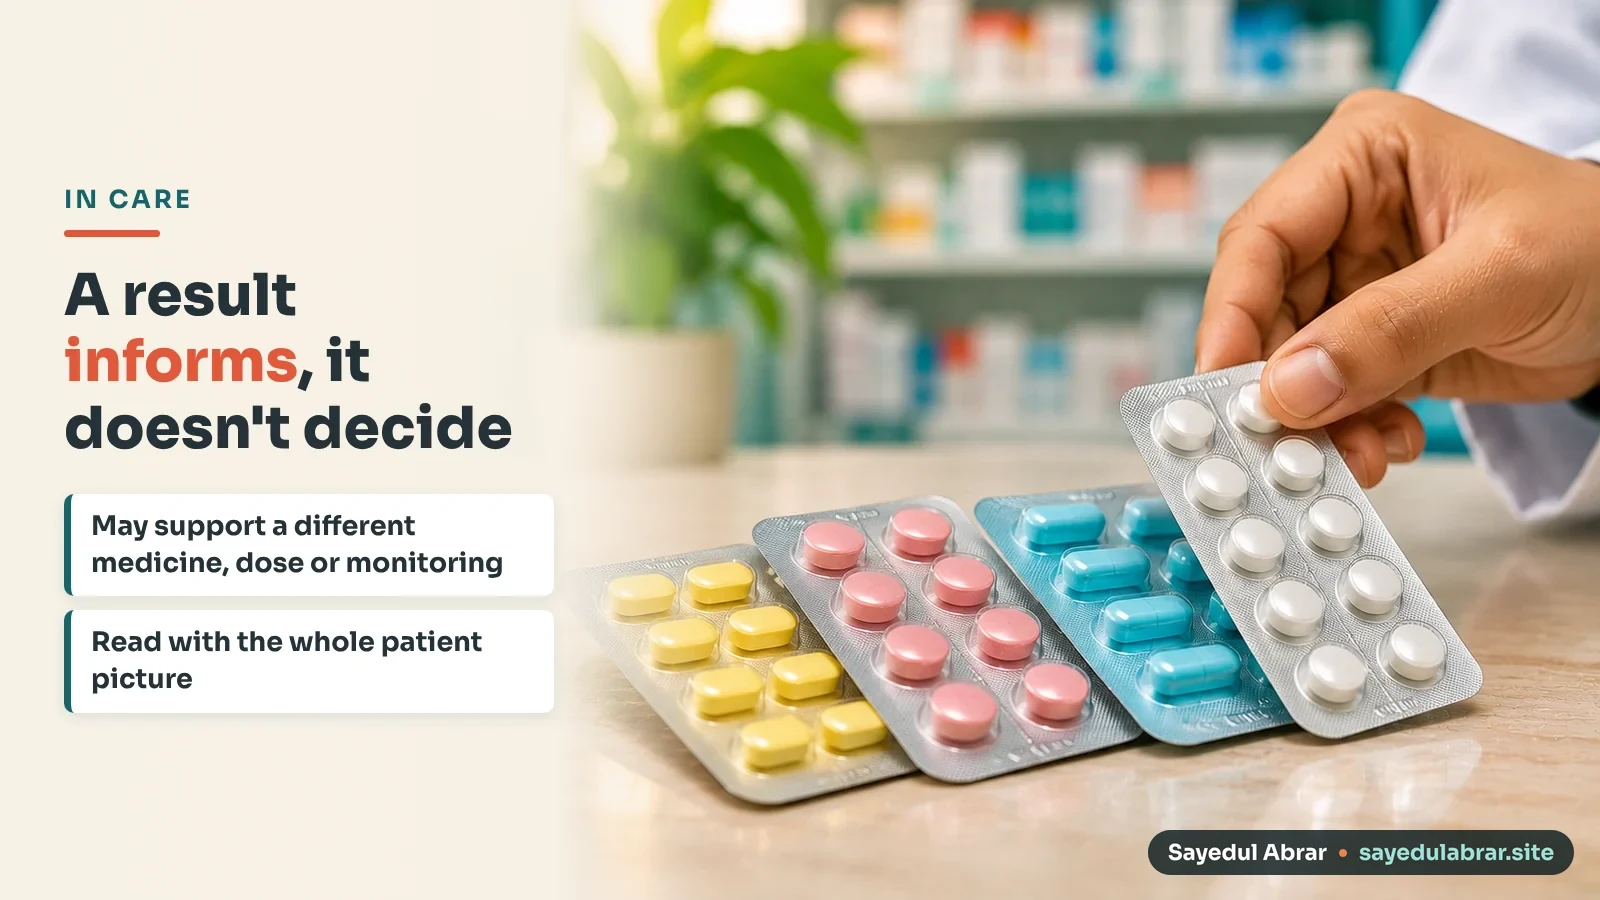 IN CARE
A result
informs, it
doesn't decide
May support a different
medicine, dose or monitoring
Read with the whole patient
picture
Sayedul Abrar • sayedulabrar.site